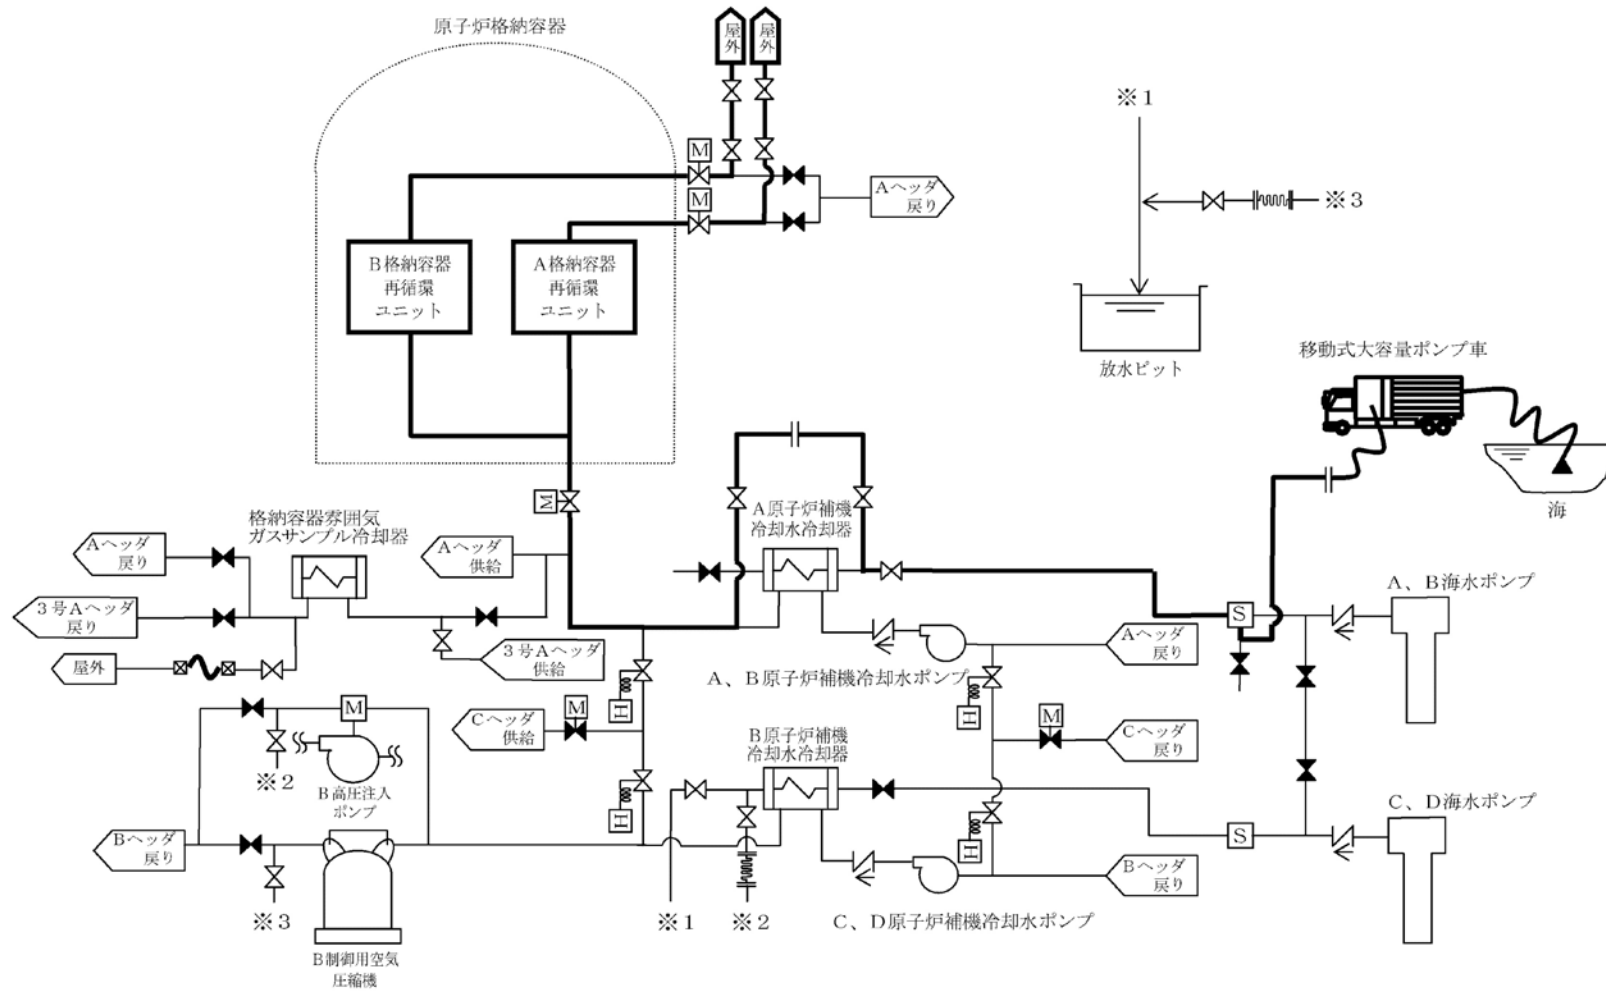 原子炉格納容器
屋外
屋外
※1
M
M
Aヘッダ
戻り
※3
B格納容器
再循環
ユニット
A格納容器
再循環
ユニット
放水ピット
移動式大容量ポンプ車
海
M
A原子炉補機
冷却水冷却器
格納容器雰囲気
ガスサンプル冷却器
Aヘッダ
戻り
Aヘッダ
供給
3号Aヘッダ
戻り
屋外
3号Aヘッダ
供給
A、B海水ポンプ
S
Aヘッダ
戻り
A、B原子炉補機冷却水ポンプ
H
H
M
M
Cヘッダ
供給
M
Cヘッダ
戻り
B原子炉補機
冷却水冷却器
※2
B高圧注入
ポンプ
H
H
C、D海水ポンプ
S
Bヘッダ
戻り
Bヘッダ
戻り
※3
※1
※2
C、D原子炉補機冷却水ポンプ
B制御用空気
圧縮機